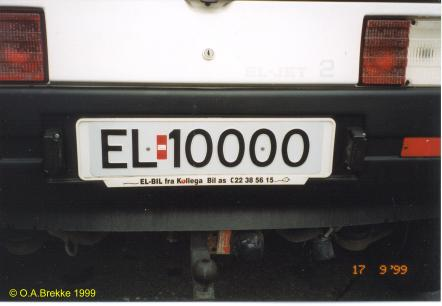 EL-JET 2
EL 10000
EL-BIL fra Kollega Bil as ✆22 38 56 15
17 9 '99
© O.A.Brekke 1999